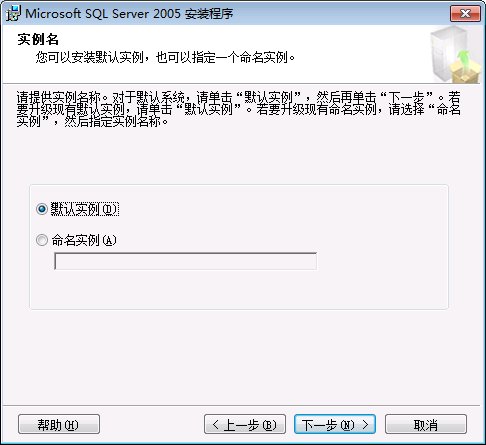 Microsoft SQL Server 2005 安装程序
实例名
您可以安装默认实例，也可以指定一个命名实例。
请提供实例名称。对于默认系统，请单击“默认实例”，然后再单击“下一步”。若
要升级现有默认实例，请单击“默认实例”。若要升级现有命名实例，请选择“命名
实例”，然后指定实例名称。
默认实例(D)
命名实例(A)
帮助(H)
< 上一步(B)
下一步(N) >
取消